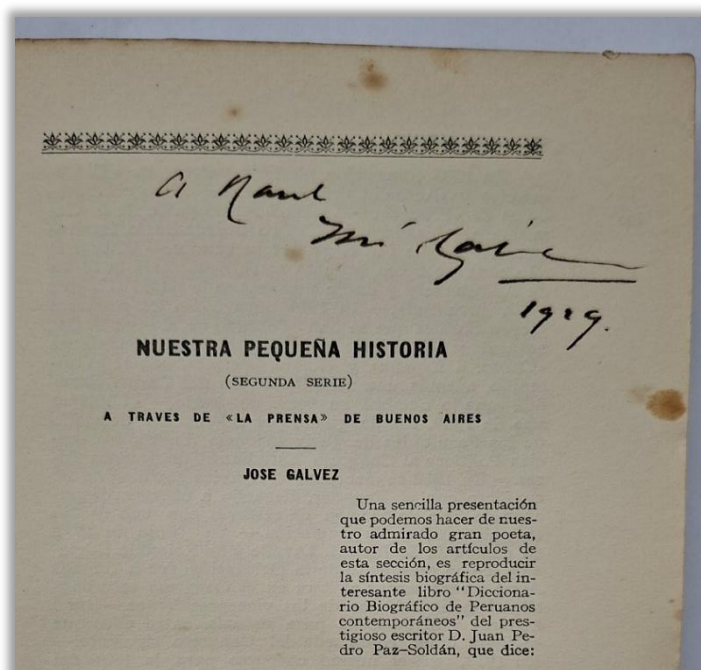 A Raul
José Galvez
1929.
NUESTRA PEQUEÑA HISTORIA
(SEGUNDA SERIE)
A TRAVES DE «LA PRENSA» DE BUENOS AIRES
JOSE GALVEZ
Una sencilla presentación
que podemos hacer de nues-
tro admirado gran poeta,
autor de los artículos de
esta sección, es reproducir
la síntesis biográfica del in-
teresante libro "Dicciona-
rio Biográfico de Peruanos
contemporáneos" del pres-
tigioso escritor D. Juan Pe-
dro Paz-Soldán, que dice: